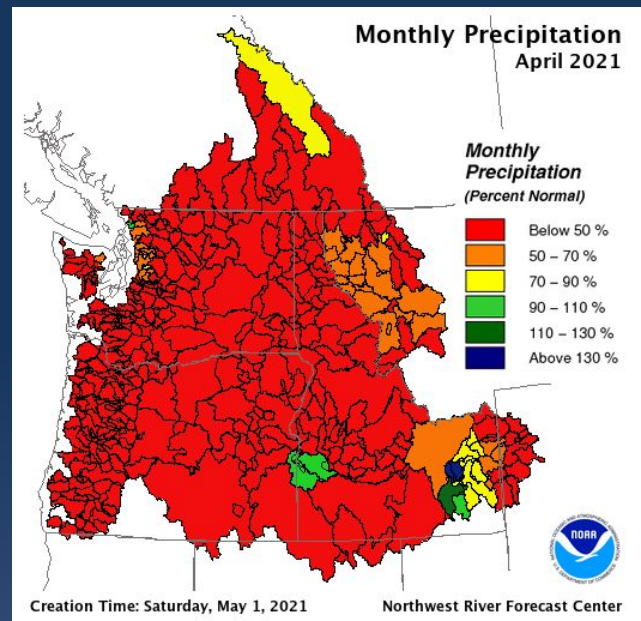 Monthly Precipitation
April 2021
Monthly
Precipitation
(Percent Normal)
Below 50 %
50 – 70 %
70 – 90 %
90 – 110 %
110 – 130 %
Above 130 %
NOAA
Creation Time: Saturday, May 1, 2021
Northwest River Forecast Center